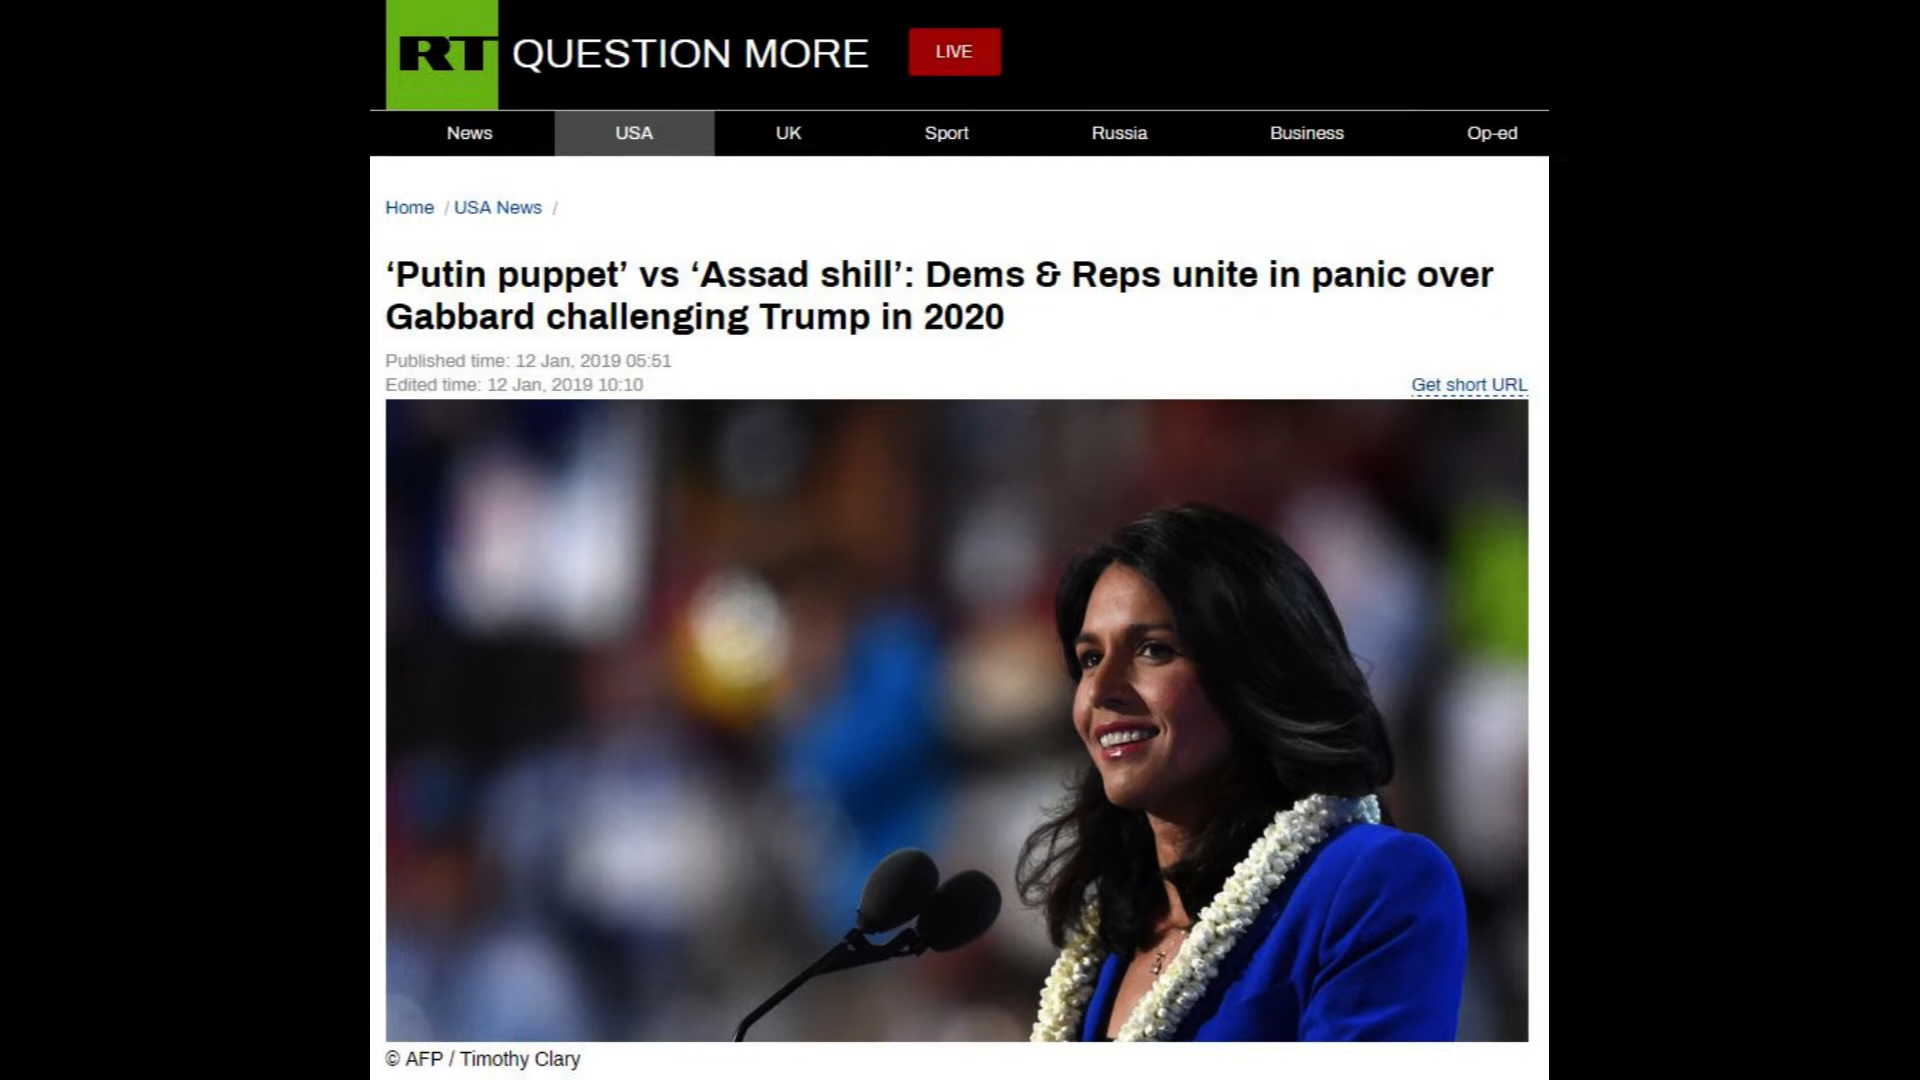 RT QUESTION MORE LIVE
News USA UK Sport Russia Business Op-ed
Home / USA News /
‘Putin puppet’ vs ‘Assad shill’: Dems & Reps unite in panic over
Gabbard challenging Trump in 2020
Published time: 12 Jan, 2019 05:51
Edited time: 12 Jan, 2019 10:10
Get short URL
© AFP / Timothy Clary